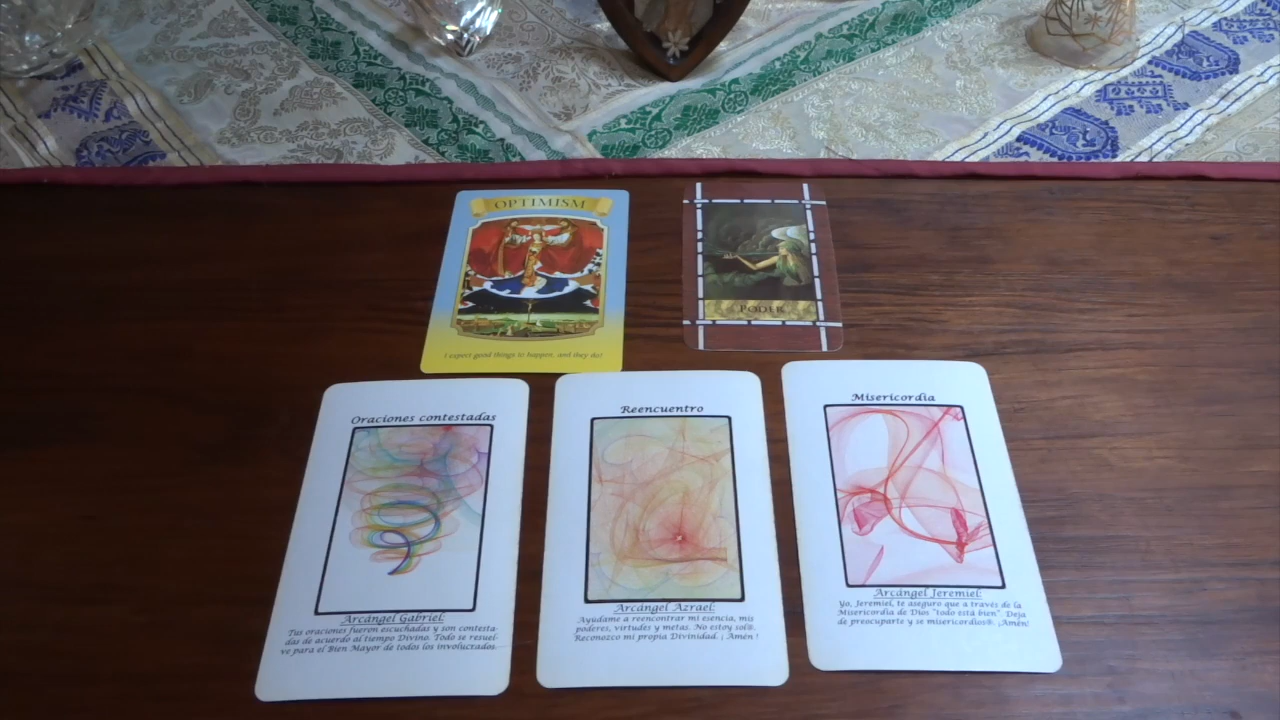 OPTIMISM
I expect good things to happen, and they do!
PODER
Oraciones contestadas
Arcángel Gabriel:
Tus oraciones fueron escuchadas y son contesta-
das de acuerdo al tiempo Divino. Todo se resuel-
ve para el Bien Mayor de todos los involucrados.
Reencuentro
Arcángel Azrael:
Ayúdame a reencontrar mi esencia, mis
poderes, virtudes y metas. No estoy sol@.
Reconozco mi propia Divinidad. ¡ Amén !
Misericordia
Arcángel Jeremiel:
Yo, Jeremiel, te aseguro que a través de la
Misericordia de Dios "todo está bien". Deja
de preocuparte y se misericordios@. ¡Amén!